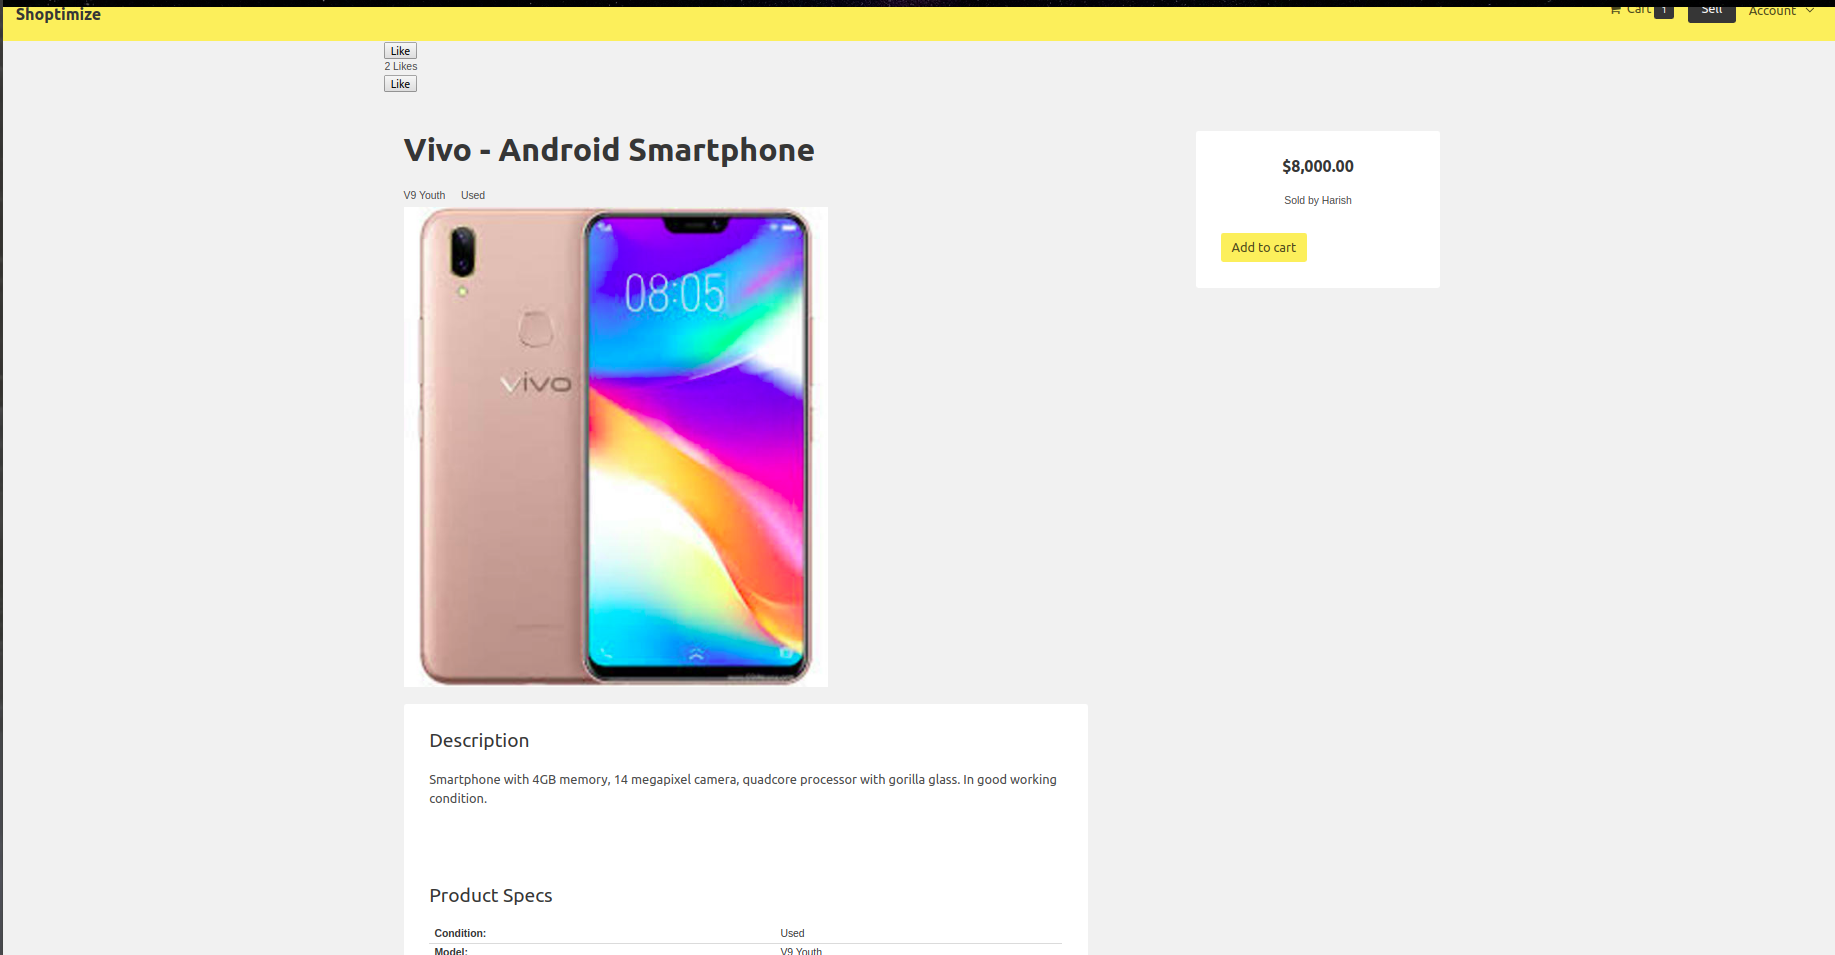 Shoptimize
Cart 1 Sell Account
Like
2 Likes
Like
Vivo - Android Smartphone
$8,000.00
V9 Youth Used
Sold by Harish
Add to cart
08:05
vivo
Description
Smartphone with 4GB memory, 14 megapixel camera, quadcore processor with gorilla glass. In good working
condition.
Product Specs
Condition: Used
Model: V9 Youth